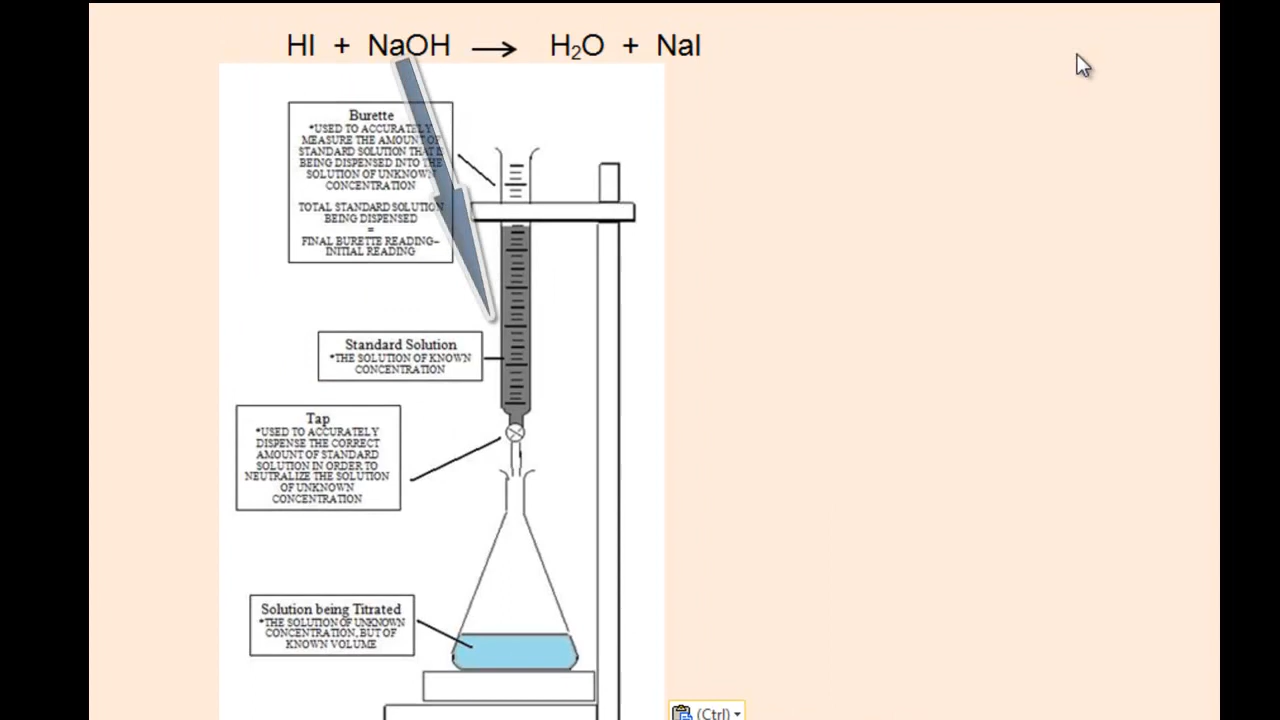 HI + NaOH → H₂O + NaI
Burette
*USED TO ACCURATELY
MEASURE THE AMOUNT OF
STANDARD SOLUTION THAT IS
BEING DISPENSED INTO THE
SOLUTION OF UNKNOWN
CONCENTRATION
TOTAL STANDARD SOLUTION
BEING DISPENSED
=
FINAL BURETTE READING–
INITIAL READING
Standard Solution
*THE SOLUTION OF KNOWN
CONCENTRATION
Tap
*USED TO ACCURATELY
DISPENSE THE CORRECT
AMOUNT OF STANDARD
SOLUTION IN ORDER TO
NEUTRALIZE THE SOLUTION
OF UNKNOWN
CONCENTRATION
Solution being Titrated
*THE SOLUTION OF UNKNOWN
CONCENTRATION, BUT OF
KNOWN VOLUME
(Ctrl)